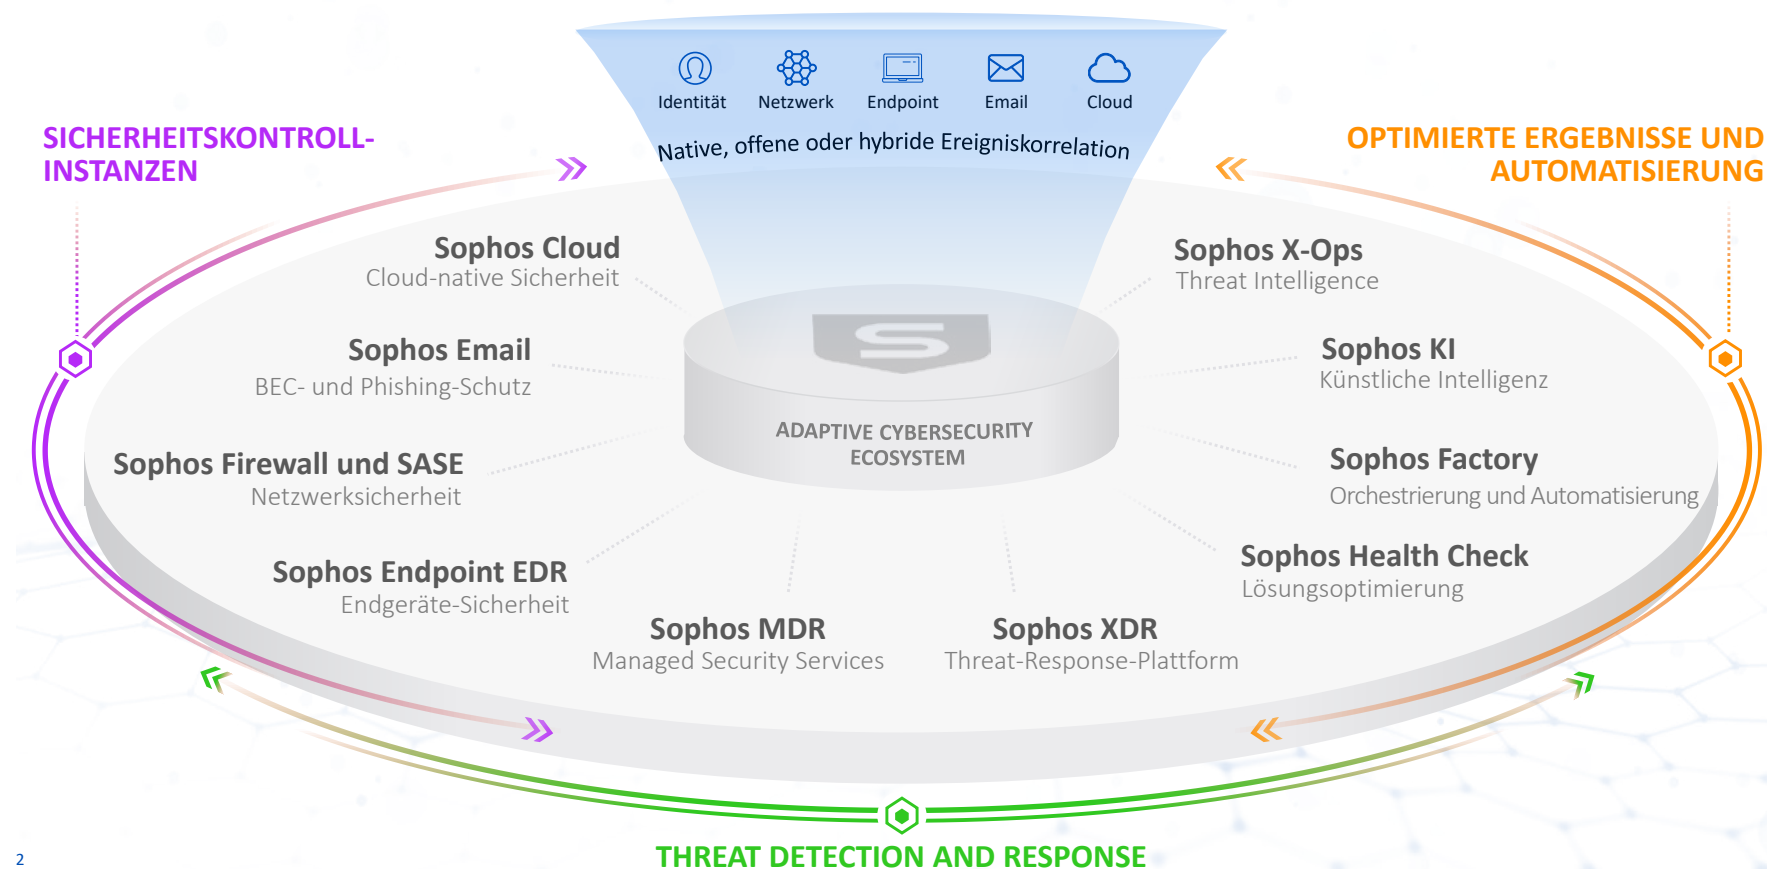 Identität Netzwerk Endpoint Email Cloud
Native, offene oder hybride Ereigniskorrelation
SICHERHEITSKONTROLL-
INSTANZEN
OPTIMIERTE ERGEBNISSE UND
AUTOMATISIERUNG
Sophos Cloud
Cloud-native Sicherheit
Sophos Email
BEC- und Phishing-Schutz
Sophos Firewall und SASE
Netzwerksicherheit
Sophos Endpoint EDR
Endgeräte-Sicherheit
Sophos MDR
Managed Security Services
Sophos XDR
Threat-Response-Plattform
Sophos X-Ops
Threat Intelligence
Sophos KI
Künstliche Intelligenz
Sophos Factory
Orchestrierung und Automatisierung
Sophos Health Check
Lösungsoptimierung
S
ADAPTIVE CYBERSECURITY
ECOSYSTEM
THREAT DETECTION AND RESPONSE
2